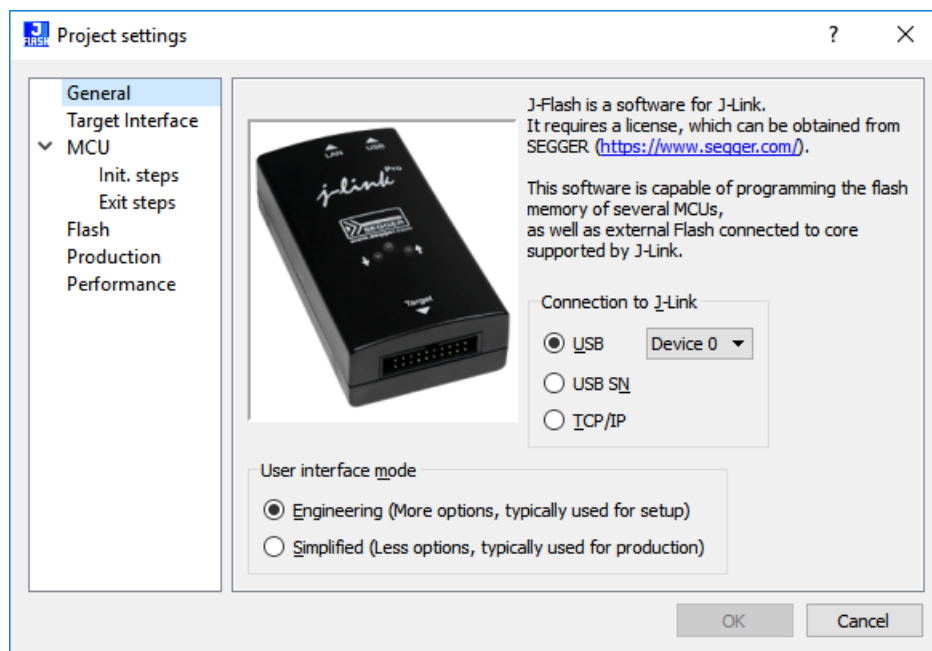 J
FLASH
Project settings
?
General
Target Interface
MCU
Init. steps
Exit steps
Flash
Production
Performance
LAN
USB
j-link Pro
SEGGER
www.segger.com
Target
J-Flash is a software for J-Link.
It requires a license, which can be obtained from
SEGGER (https://www.segger.com/).
This software is capable of programming the flash
memory of several MCUs,
as well as external Flash connected to core
supported by J-Link.
Connection to J-Link
USB
Device 0
USB SN
TCP/IP
User interface mode
Engineering (More options, typically used for setup)
Simplified (Less options, typically used for production)
OK
Cancel